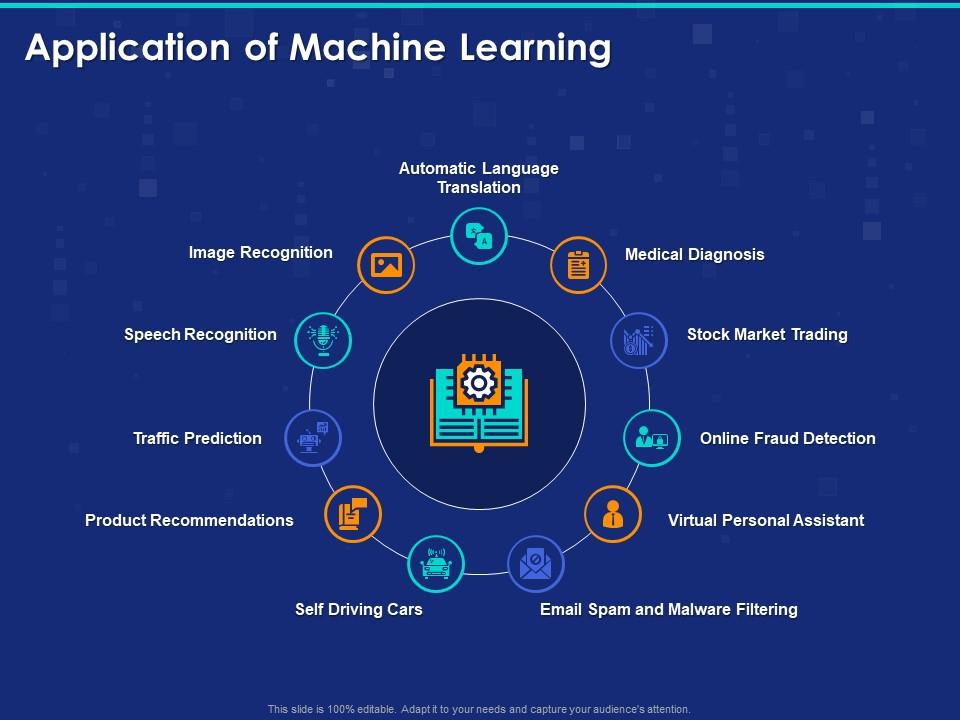 Application of Machine Learning
Automatic Language
Translation
Image Recognition
Medical Diagnosis
Speech Recognition
Stock Market Trading
Traffic Prediction
Online Fraud Detection
Product Recommendations
Virtual Personal Assistant
Self Driving Cars
Email Spam and Malware Filtering
A
This slide is 100% editable. Adapt it to your needs and capture your audience's attention.